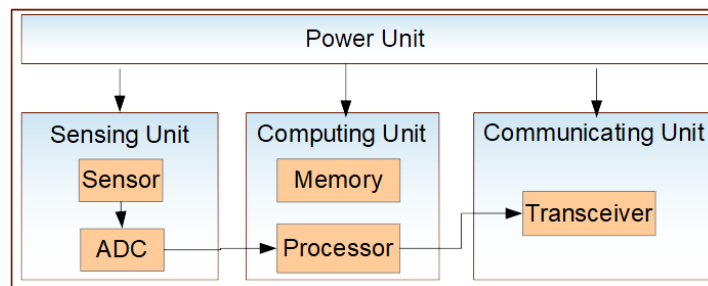 Power Unit
Sensing Unit
Sensor
ADC
Computing Unit
Memory
Processor
Communicating Unit
Transceiver